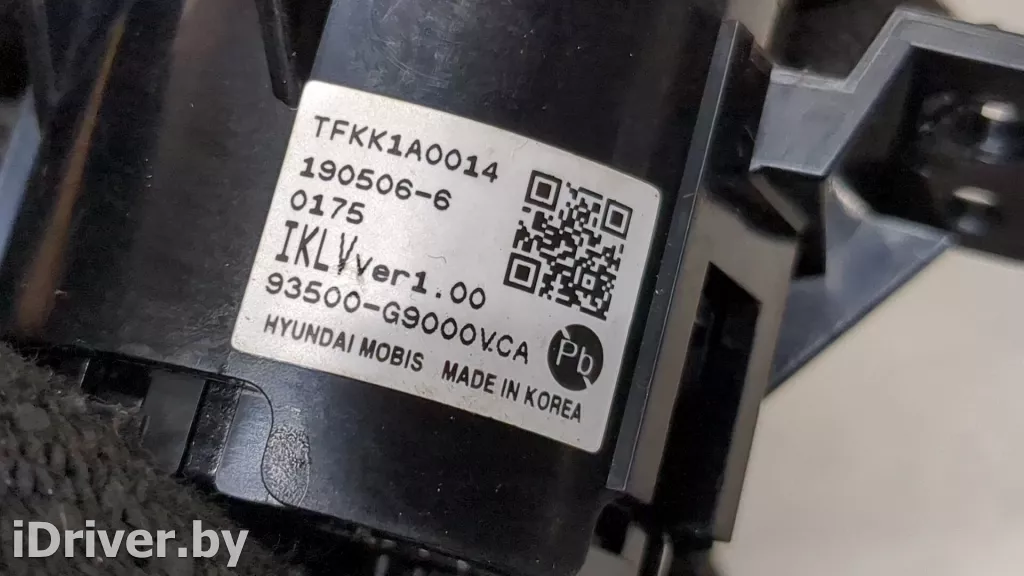 TFKK1A0014
190506-6
0175
IKLVver1.00
93500-G9000V.CA
Pb
HYUNDAI MOBIS MADE IN KOREA
iDriver.by